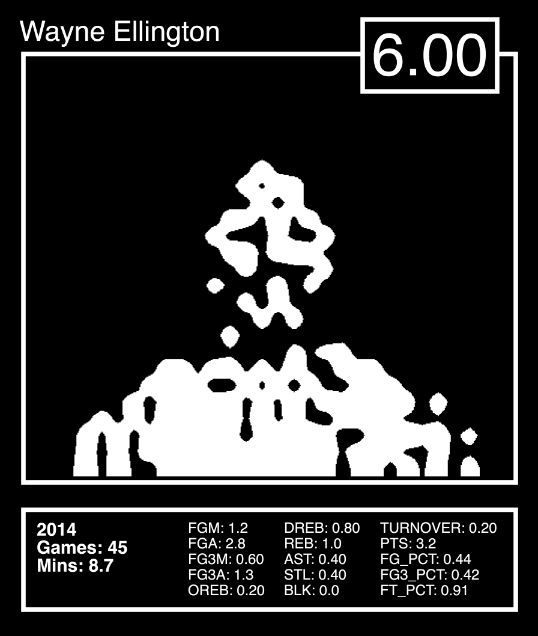 Wayne Ellington
6.00
2014
Games: 45
Mins: 8.7
FGM: 1.2
FGA: 2.8
FG3M: 0.60
FG3A: 1.3
OREB: 0.20
DREB: 0.80
REB: 1.0
AST: 0.40
STL: 0.40
BLK: 0.0
TURNOVER: 0.20
PTS: 3.2
FG_PCT: 0.44
FG3_PCT: 0.42
FT_PCT: 0.91